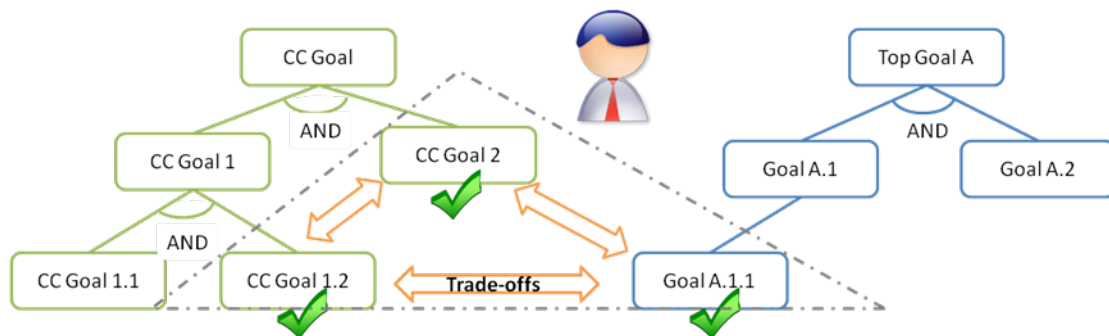 CC Goal
Top Goal A
AND
AND
CC Goal 1
CC Goal 2
Goal A.1
Goal A.2
AND
CC Goal 1.1
CC Goal 1.2
Trade-offs
Goal A.1.1